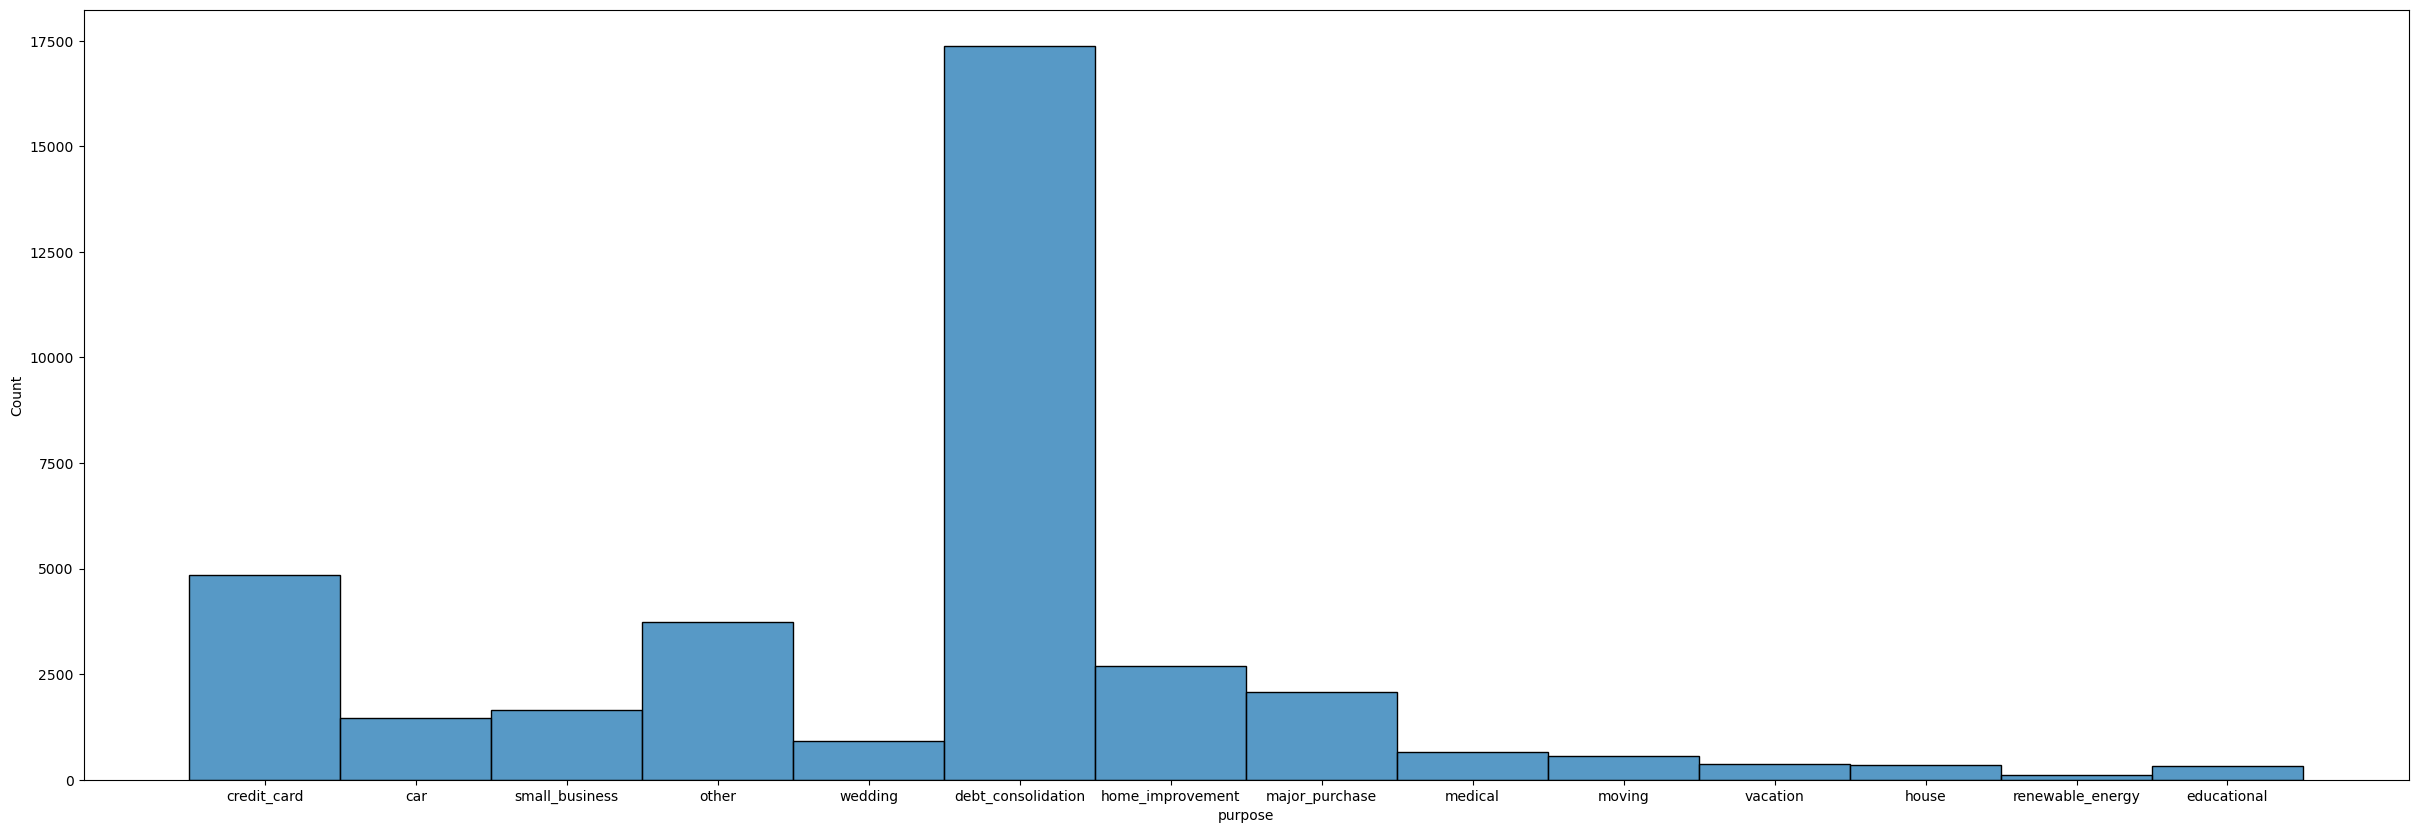 17500
15000
12500
10000
7500
5000
2500
0
Count
credit_card car small_business other wedding debt_consolidation home_improvement major_purchase medical moving vacation house renewable_energy educational
purpose